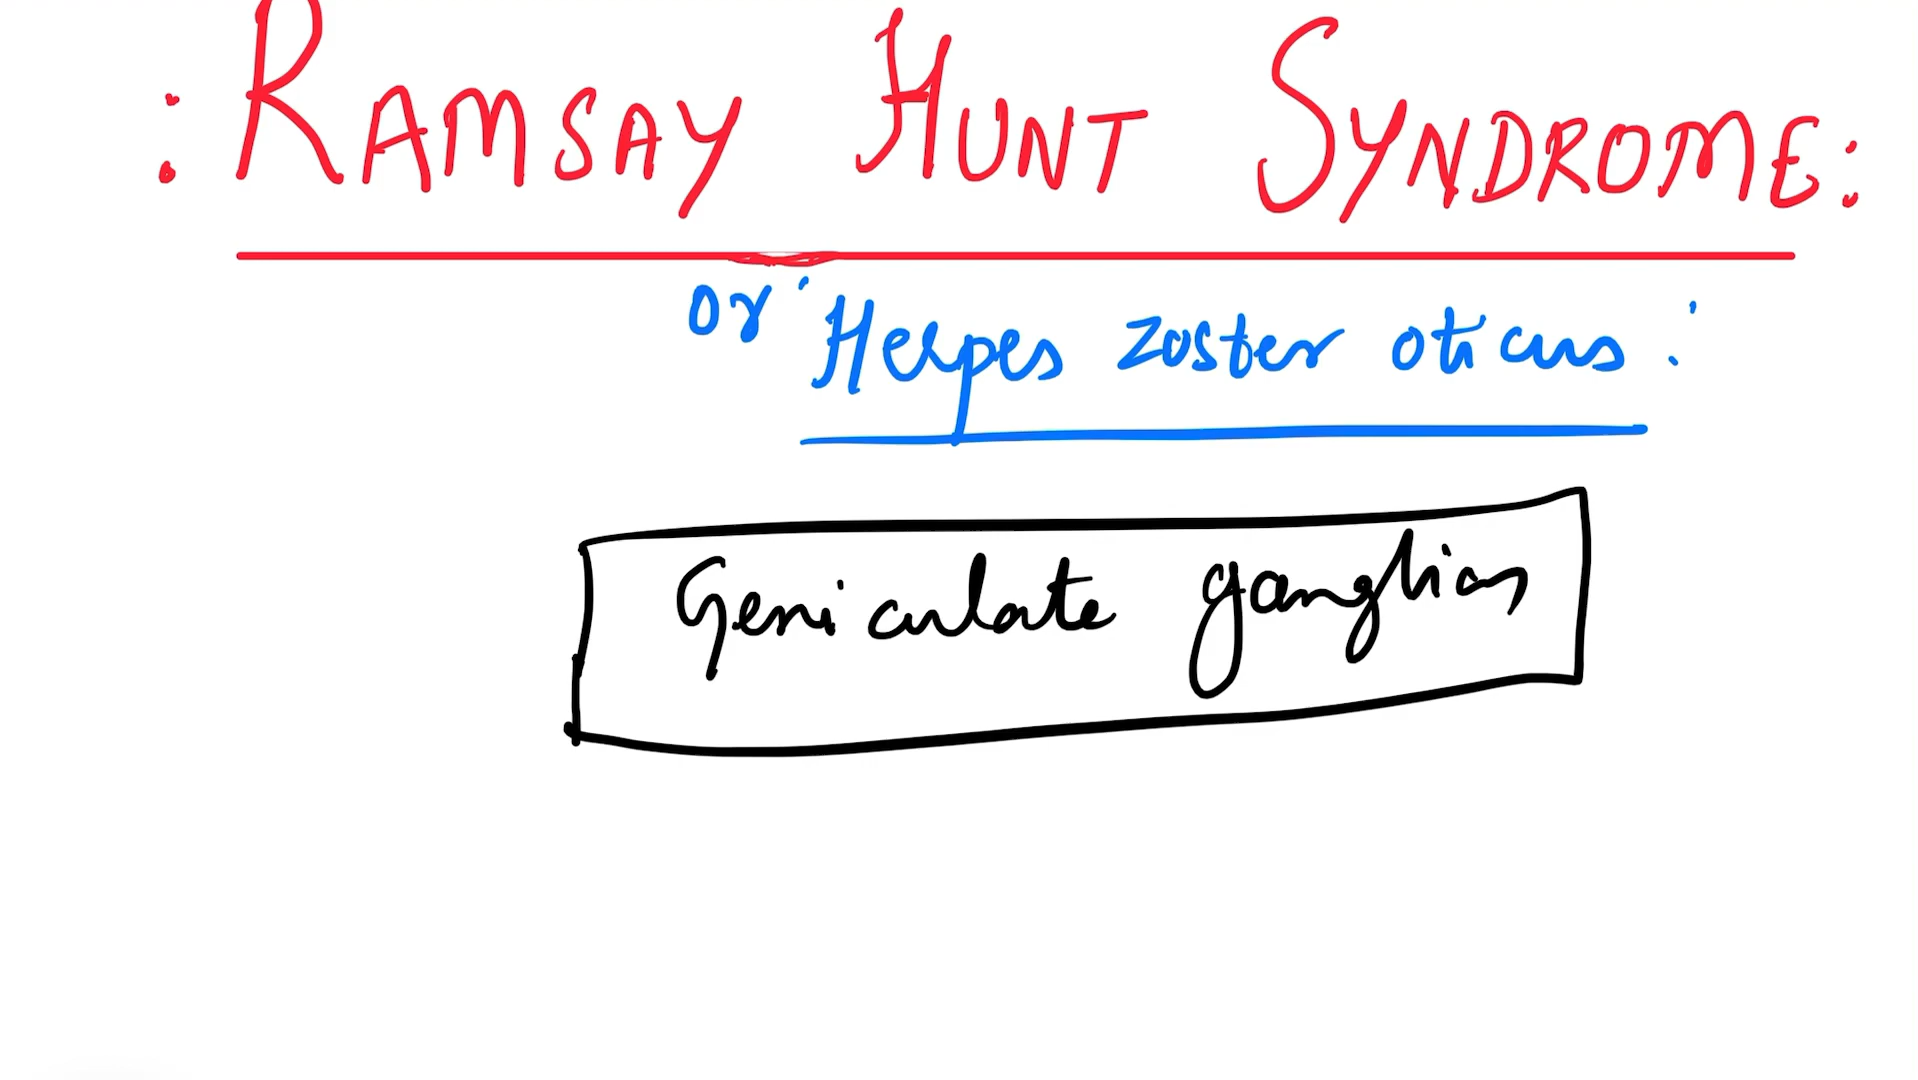 : RAMSAY HUNT SYNDROME:
or 'Herpes zoster oticus:'
Geniculate ganglion